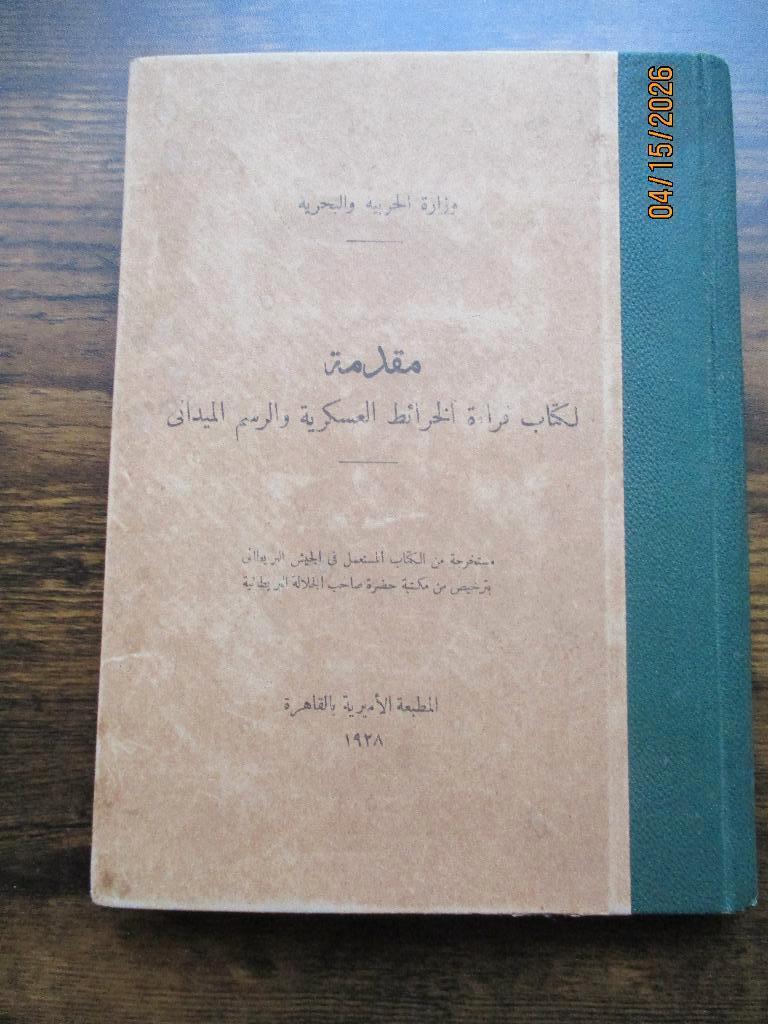 وزارة الحربيه والبحرية
مقدمة
لكتاب قراءة الخرائط العسكرية والرسم الميدانى
مستخرجة من الكتاب المستعمل فى الجيش البريطانى
بترخيص من مكتبة حضرة صاحب الجلالة البريطانية
المطبعة الأميرية بالقاهرة
١٩٢٨
04/15/2026